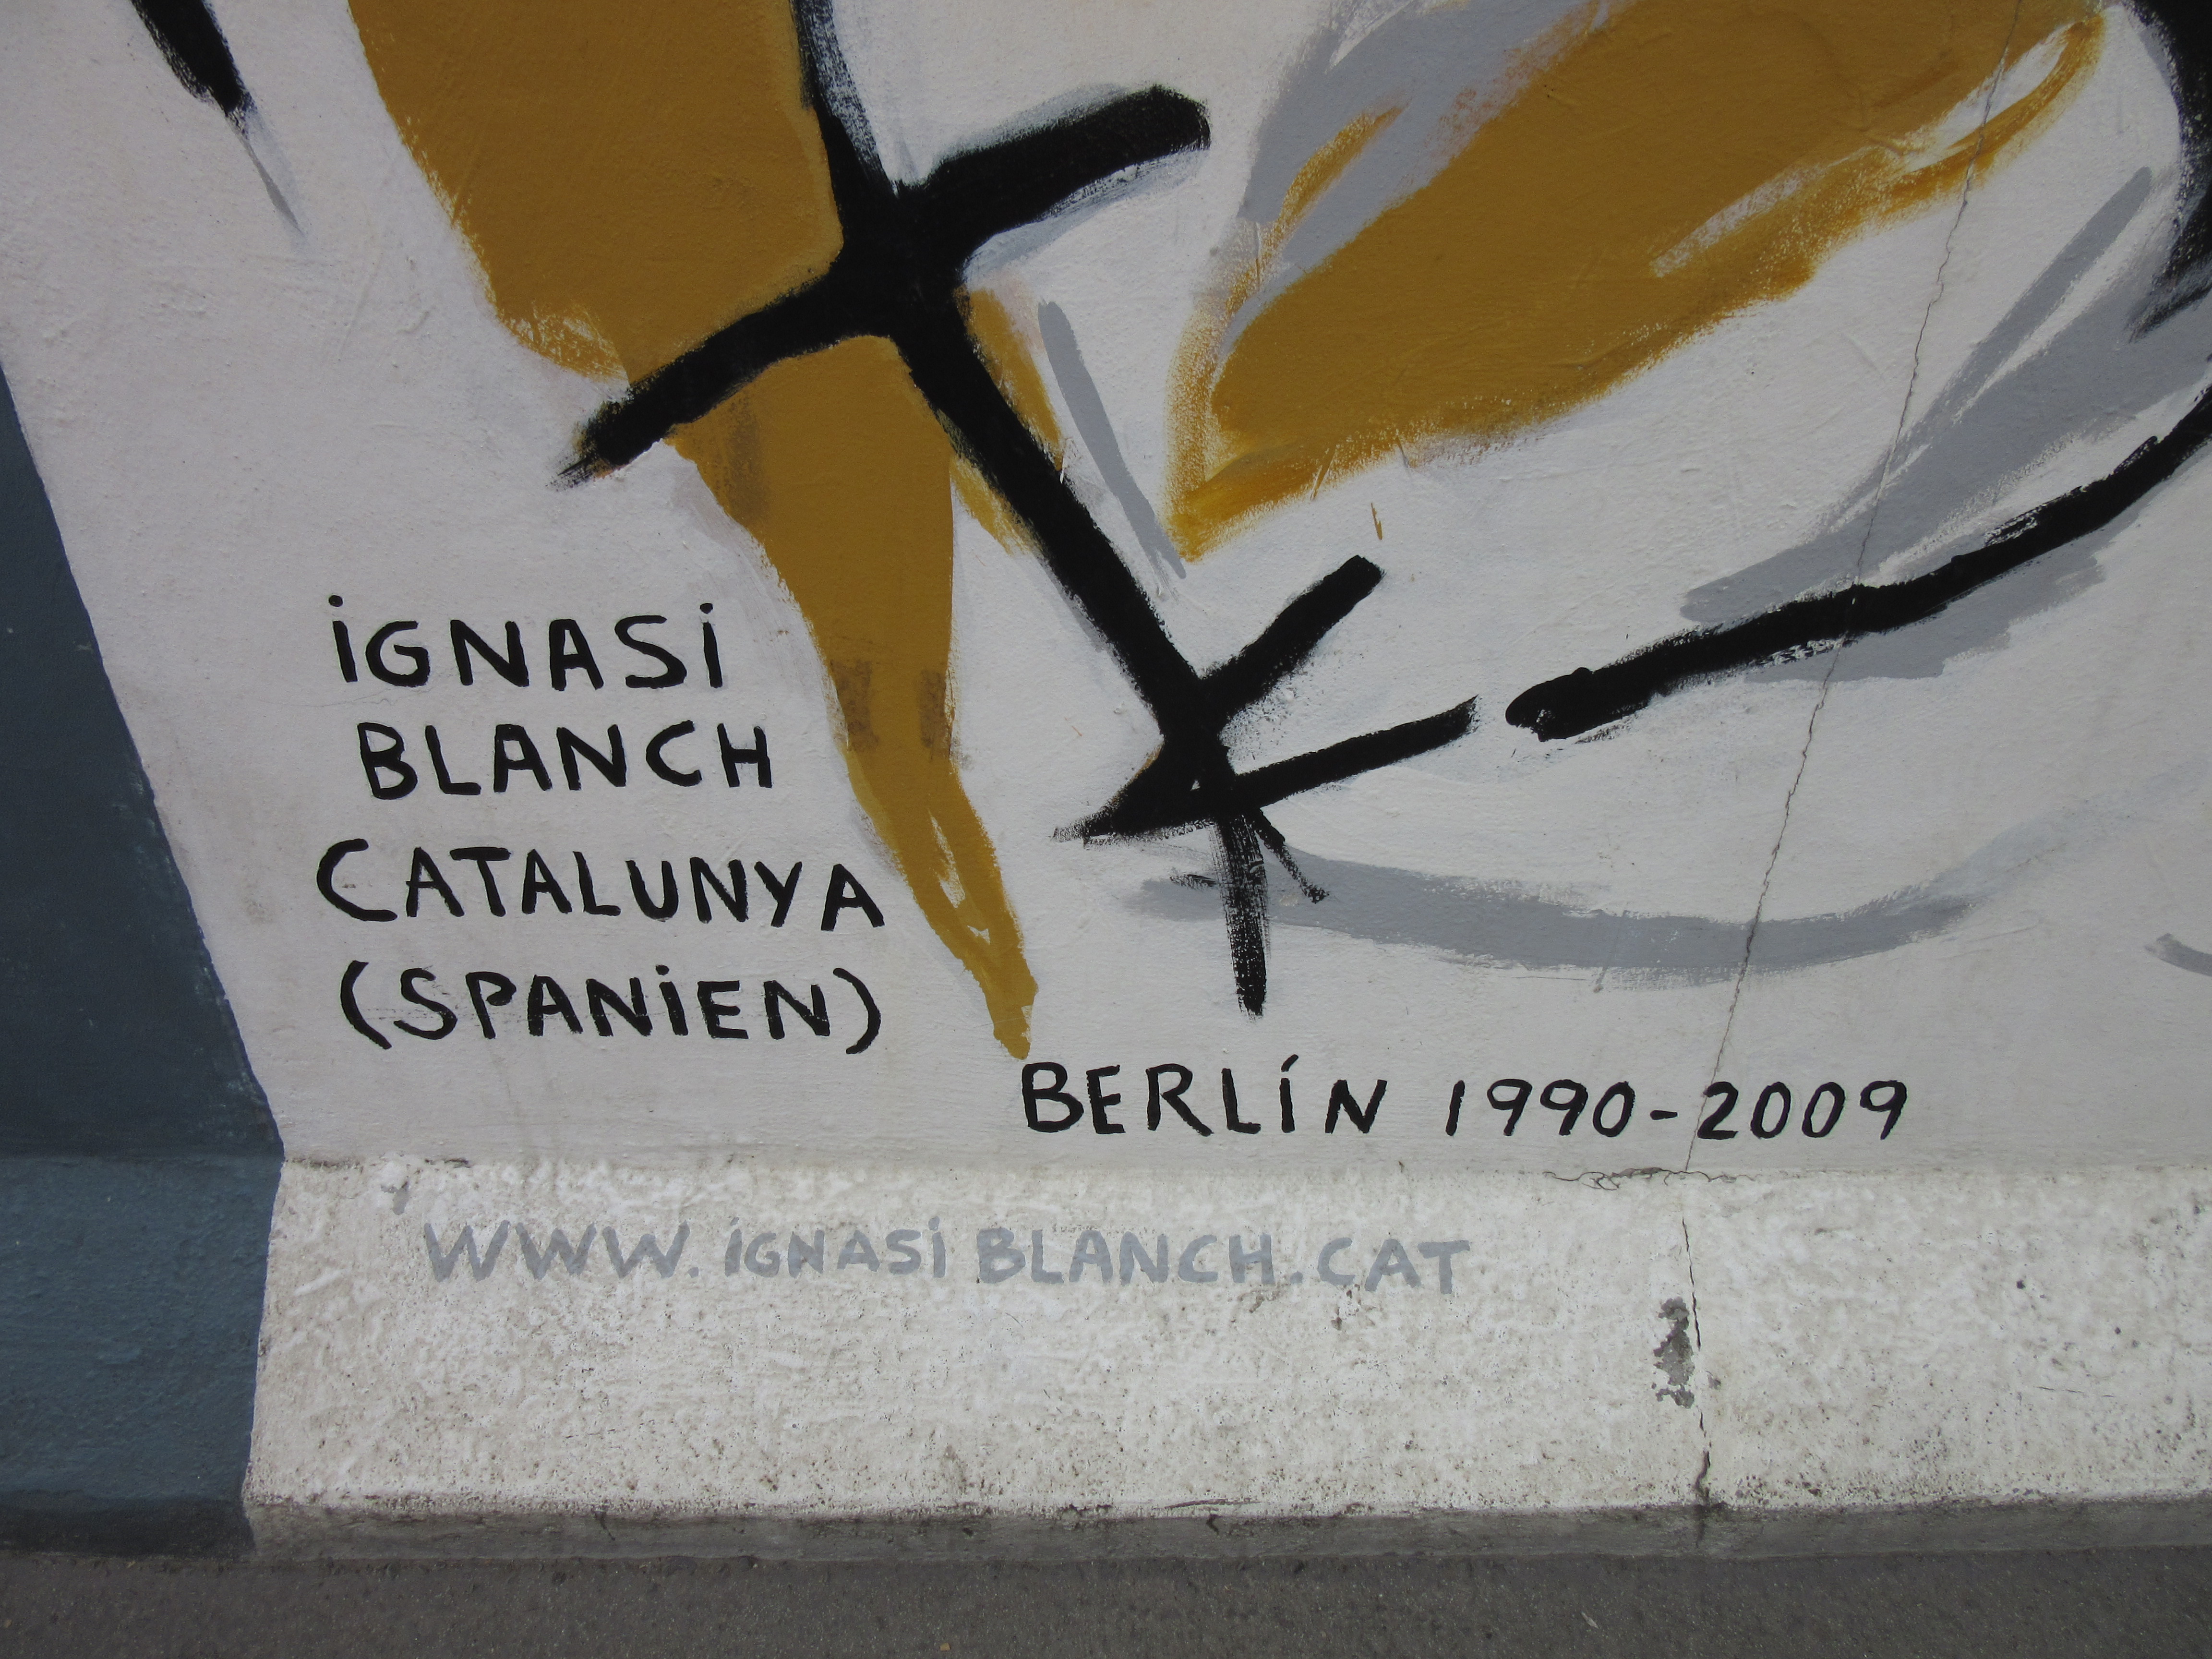 iGNASi
BLANCH
CATALUNYA
(SPANiEN)
BERLÍN 1990-2009
WWW.iGNASiBLANCH.CAT